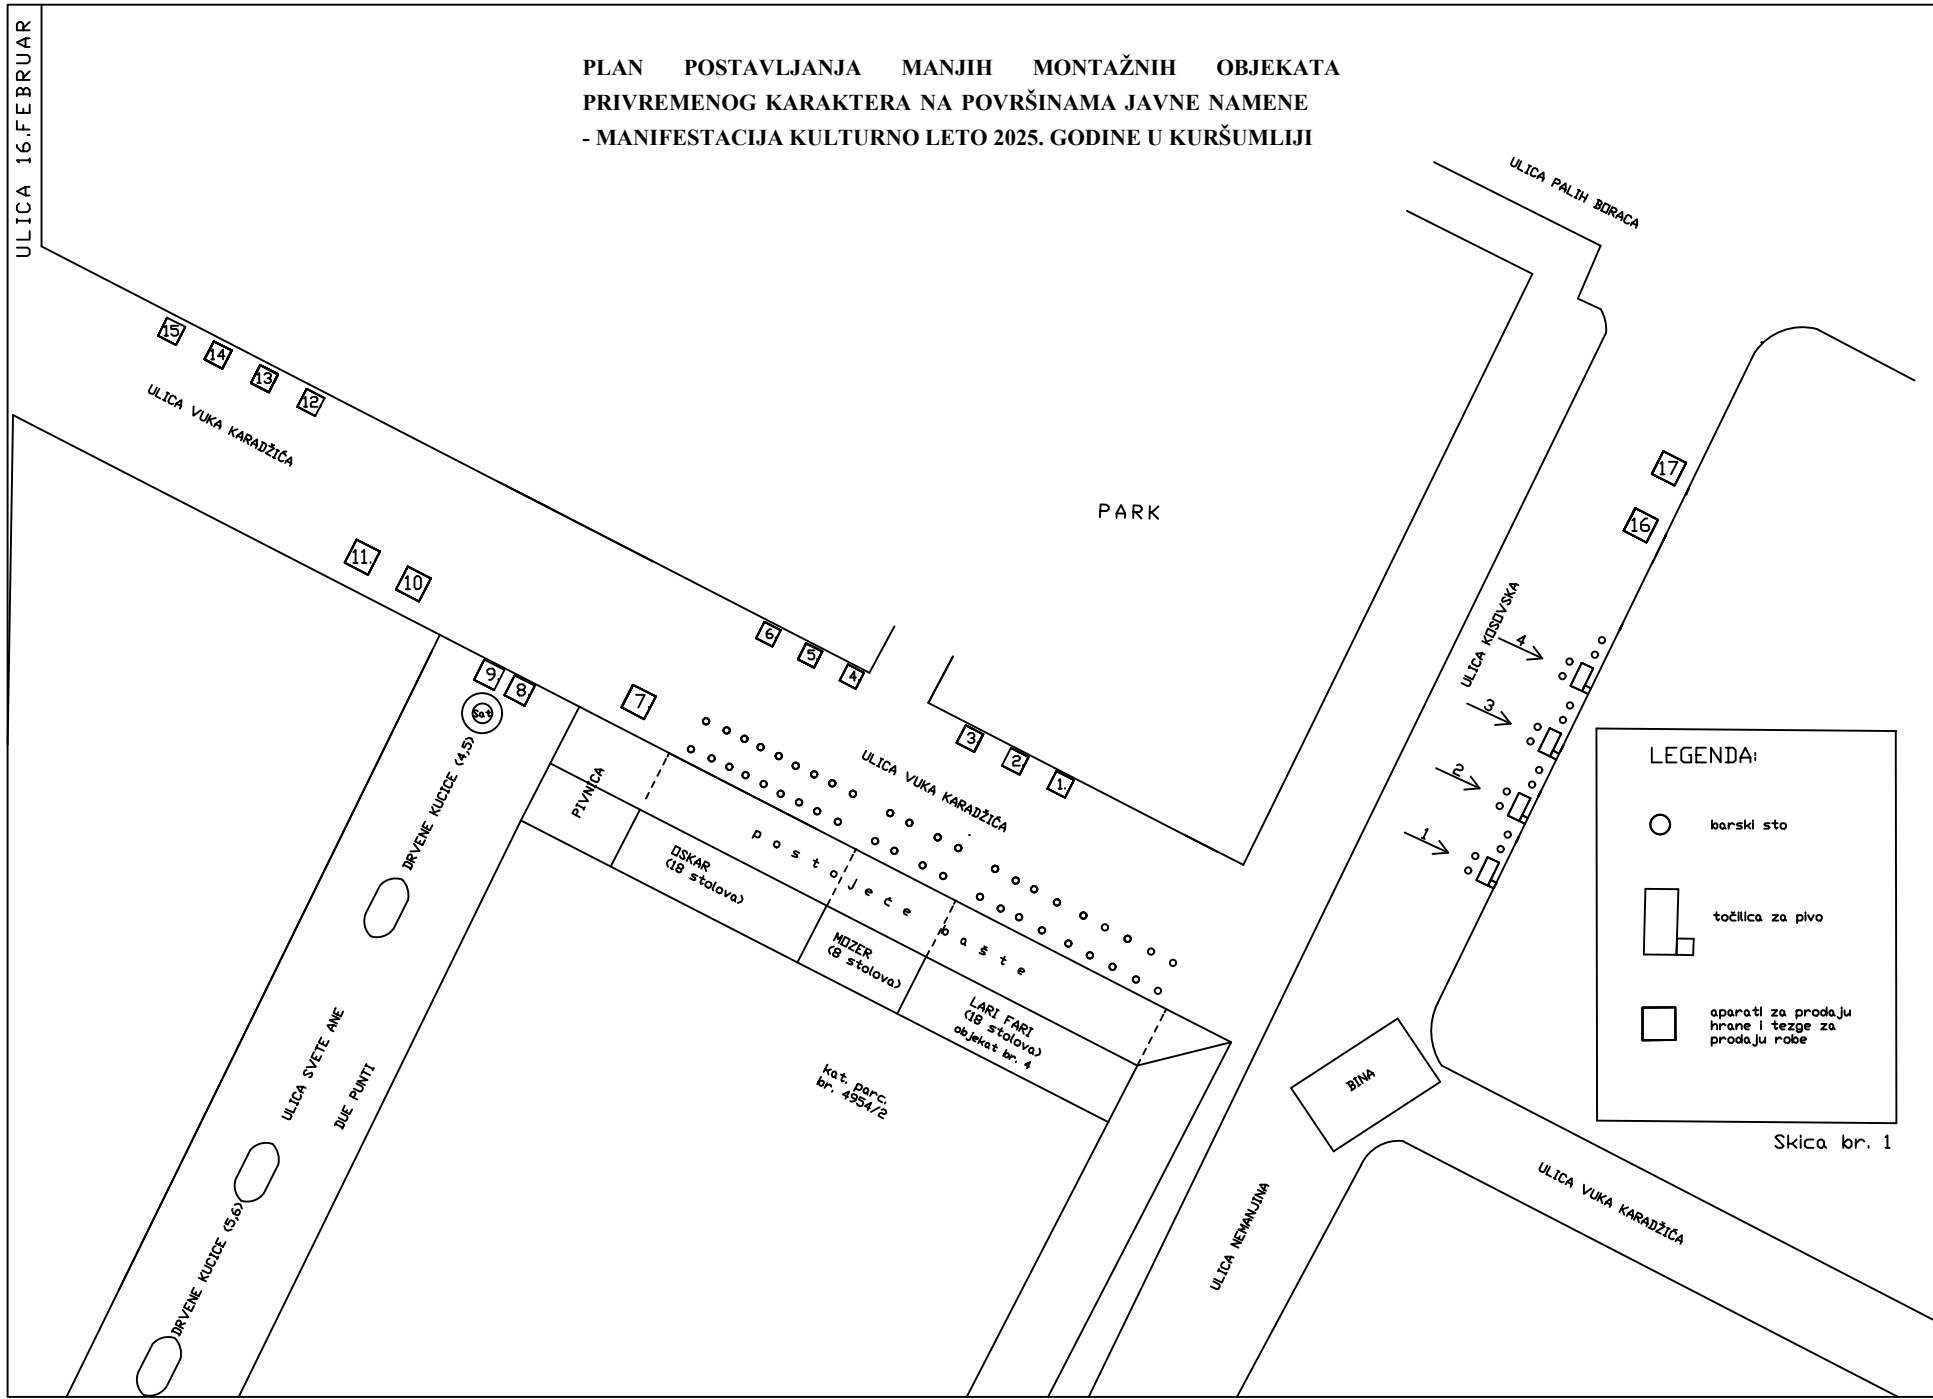 PLAN POSTAVLJANJA MANJIH MONTAŽNIH OBJEKATA
PRIVREMENOG KARAKTERA NA POVRŠINAMA JAVNE NAMENE
- MANIFESTACIJA KULTURNO LETO 2025. GODINE U KURŠUMLIJI
ULICA 16.FEBRUAR
ULICA PALIH BORACA
15
14
13
12
ULICA VUKA KARADŽIĆA
PARK
17
16
11.
10
ULICA KOSOVSKA
4
3
2
1
6
5
4.
9.
8.
7.
Sat
3
2.
1.
ULICA VUKA KARADŽIĆA
DRVENE KUCICE (4,5)
PIVNICA
postojeće bašte
OSKAR
(18 stolova)
MOZER
(8 stolova)
LARI FARI
(18 stolova)
objekat br. 4
kat. parc.
br. 4954/2
ULICA SVETE ANE
DUE PUNTI
DRVENE KUCICE (5,6)
BINA
ULICA NEMANJINA
ULICA VUKA KARADŽIĆA
LEGENDA:
barski sto
točilica za pivo
aparati za prodaju
hrane i tezge za
prodaju robe
Skica br. 1